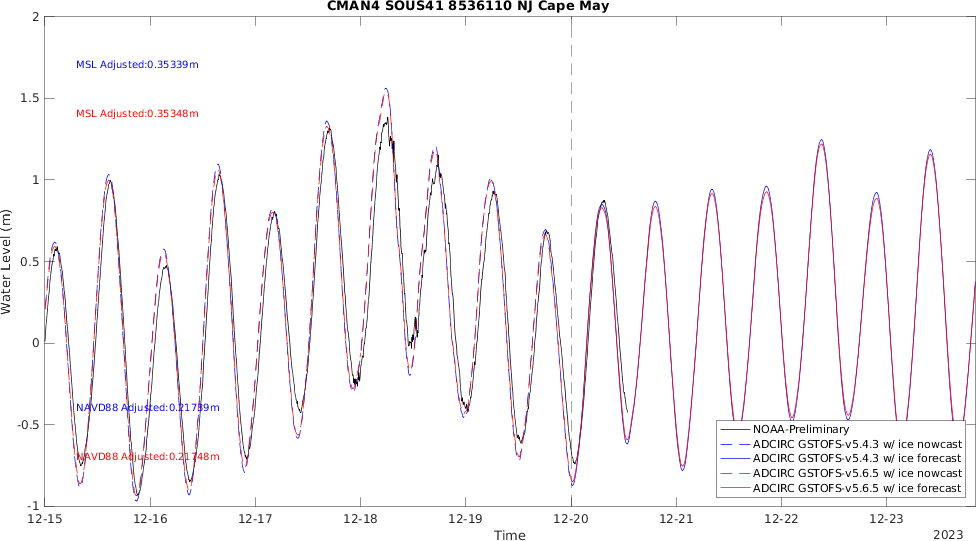 CMAN4 SOUS41 8536110 NJ Cape May
2
1.5
1
0.5
0
-0.5
-1
Water Level (m)
MSL Adjusted:0.35339m
MSL Adjusted:0.35348m
NAVD88 Adjusted:0.21739m
NAVD88 Adjusted:0.21748m
NOAA-Preliminary
ADCIRC GSTOFS-v5.4.3 w/ ice nowcast
ADCIRC GSTOFS-v5.4.3 w/ ice forecast
ADCIRC GSTOFS-v5.6.5 w/ ice nowcast
ADCIRC GSTOFS-v5.6.5 w/ ice forecast
12-15 12-16 12-17 12-18 12-19 12-20 12-21 12-22 12-23
Time
2023